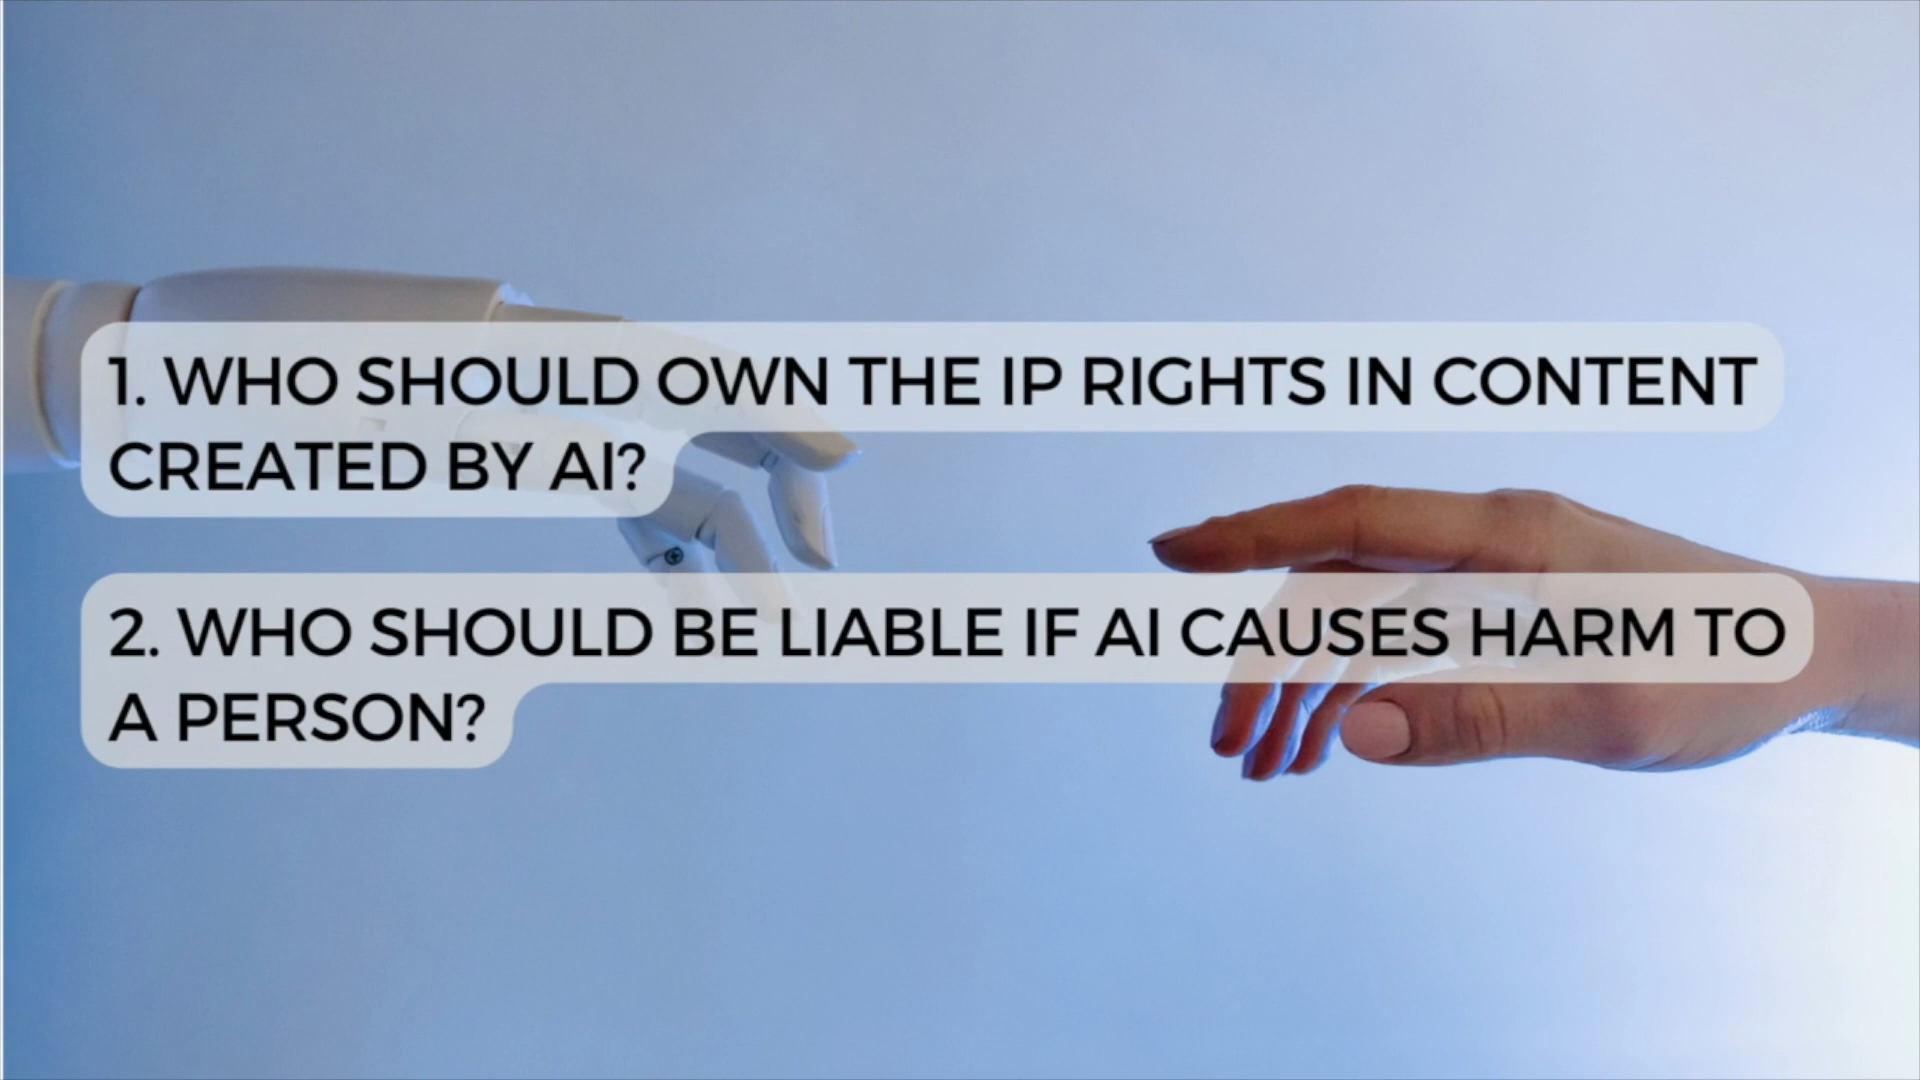 1. WHO SHOULD OWN THE IP RIGHTS IN CONTENT
CREATED BY AI?
2. WHO SHOULD BE LIABLE IF AI CAUSES HARM TO
A PERSON?